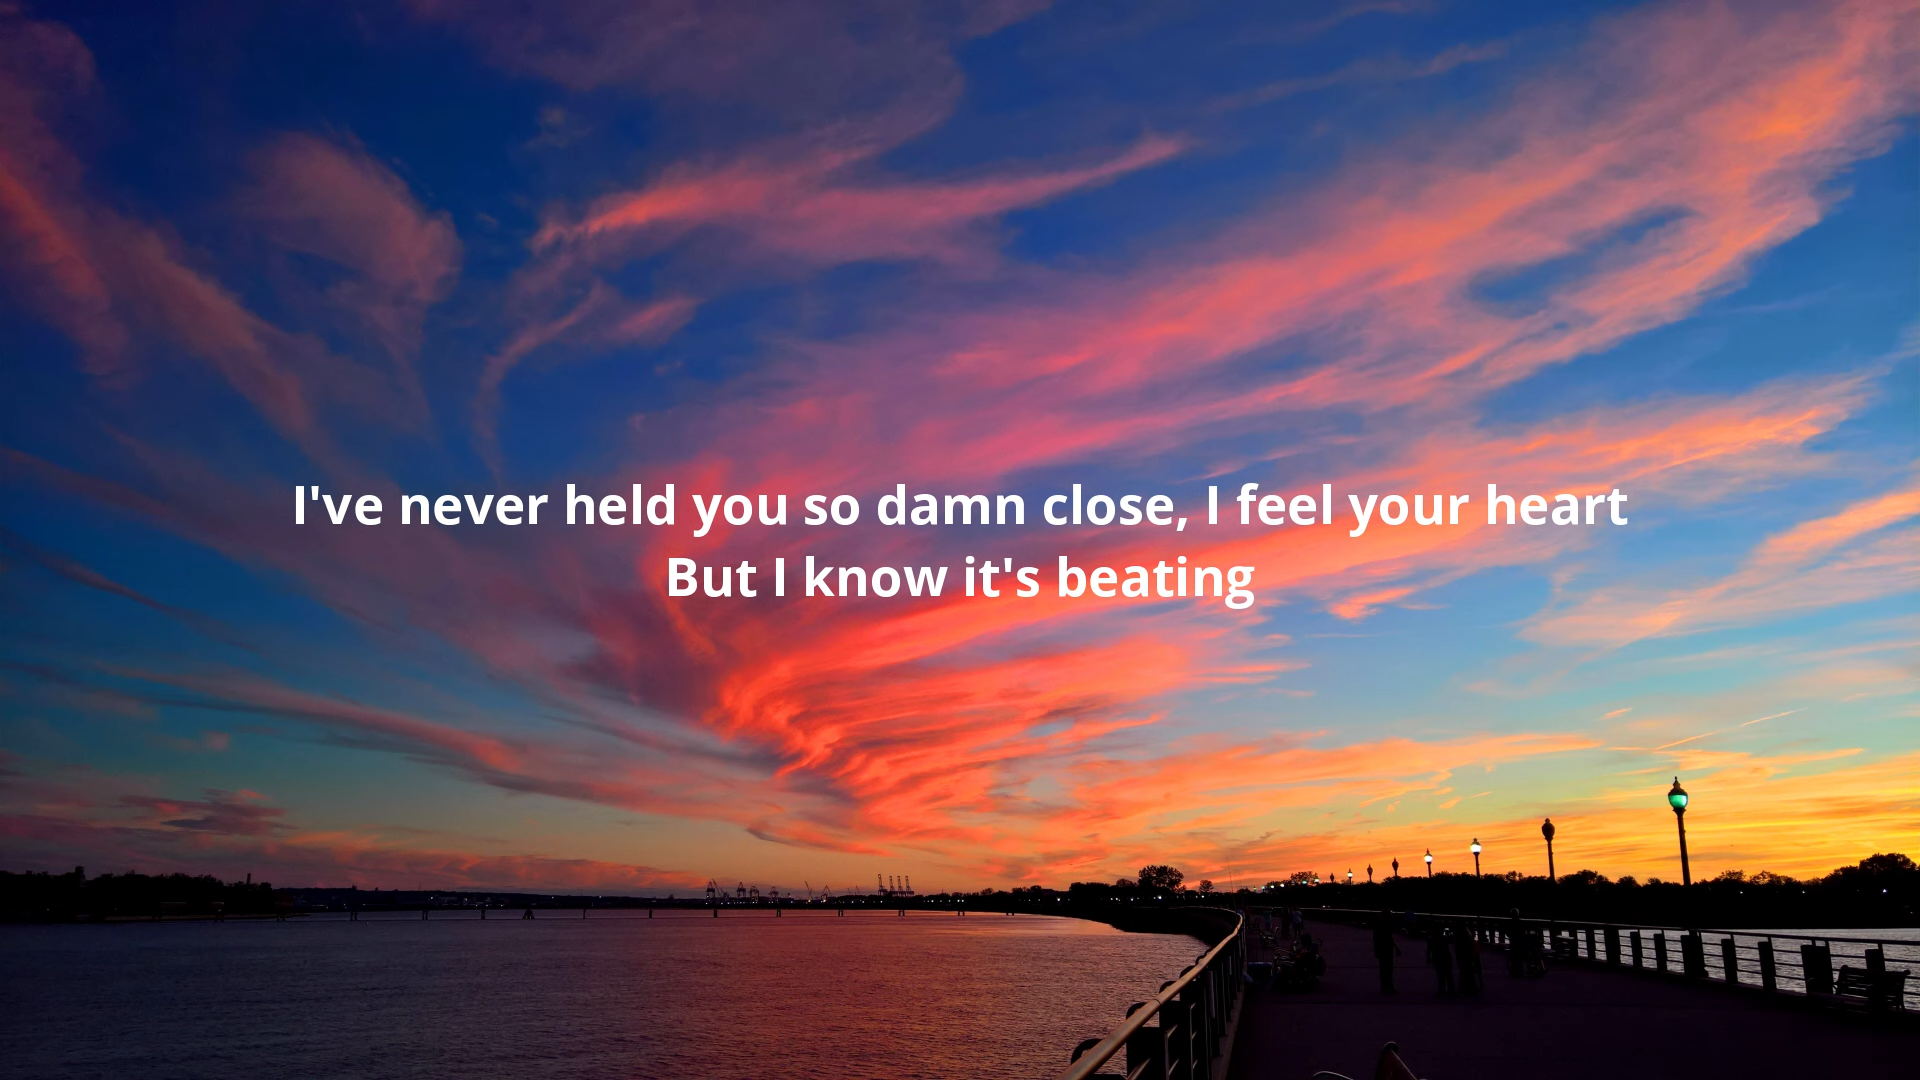 I've never held you so damn close, I feel your heart
But I know it's beating